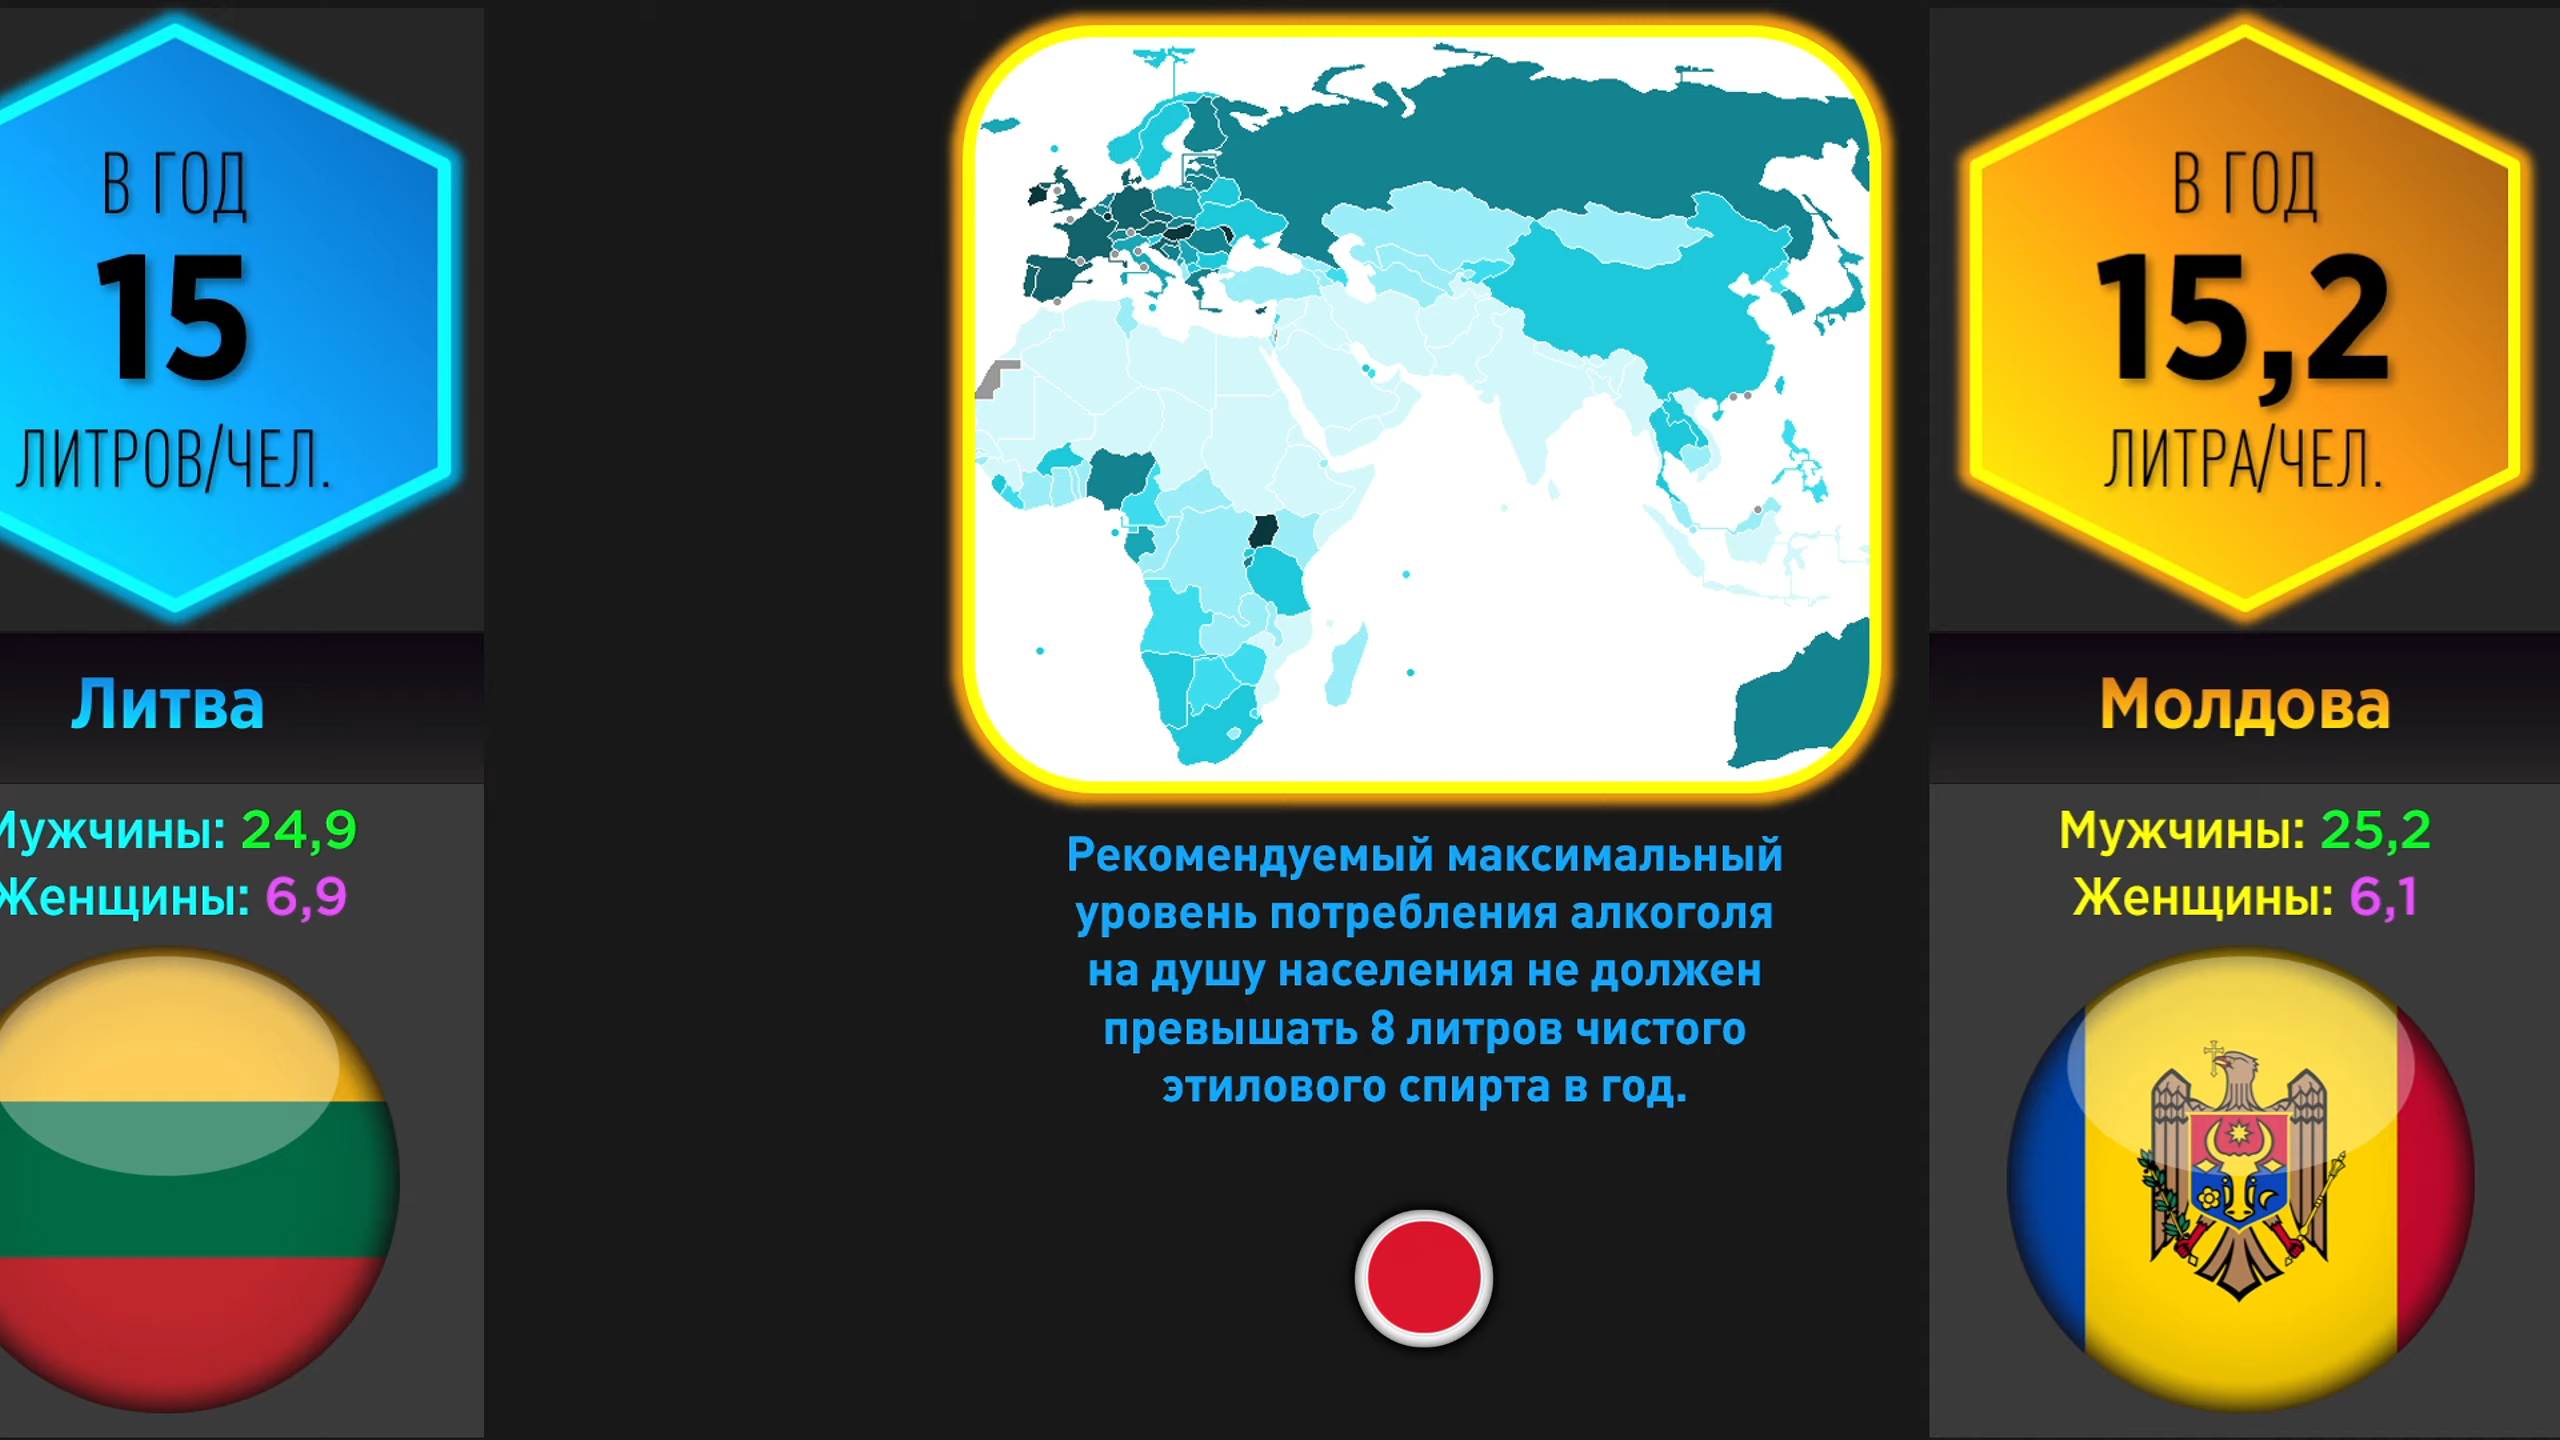 В ГОД
15
ЛИТРОВ/ЧЕЛ.
Литва
Мужчины: 24,9
Женщины: 6,9
Рекомендуемый максимальный
уровень потребления алкоголя
на душу населения не должен
превышать 8 литров чистого
этилового спирта в год.
В ГОД
15,2
ЛИТРА/ЧЕЛ.
Молдова
Мужчины: 25,2
Женщины: 6,1